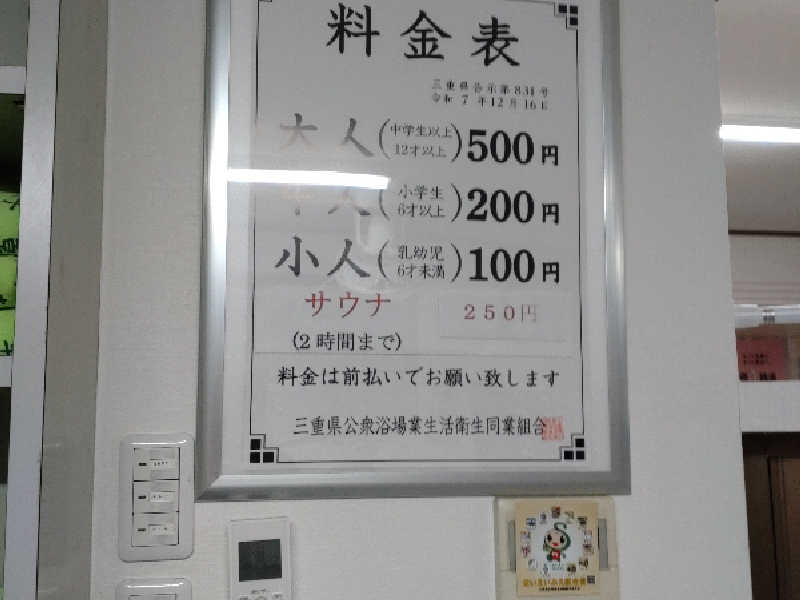 料金表
三重県告示第831号
令和 7 年12月16日
大人(中学生以上 12才以上)500円
中人(小学生 6才以上)200円
小人(乳幼児 6才未満)100円
サウナ 250円
(2時間まで)
料金は前払いでお願い致します
三重県公衆浴場業生活衛生同業組合